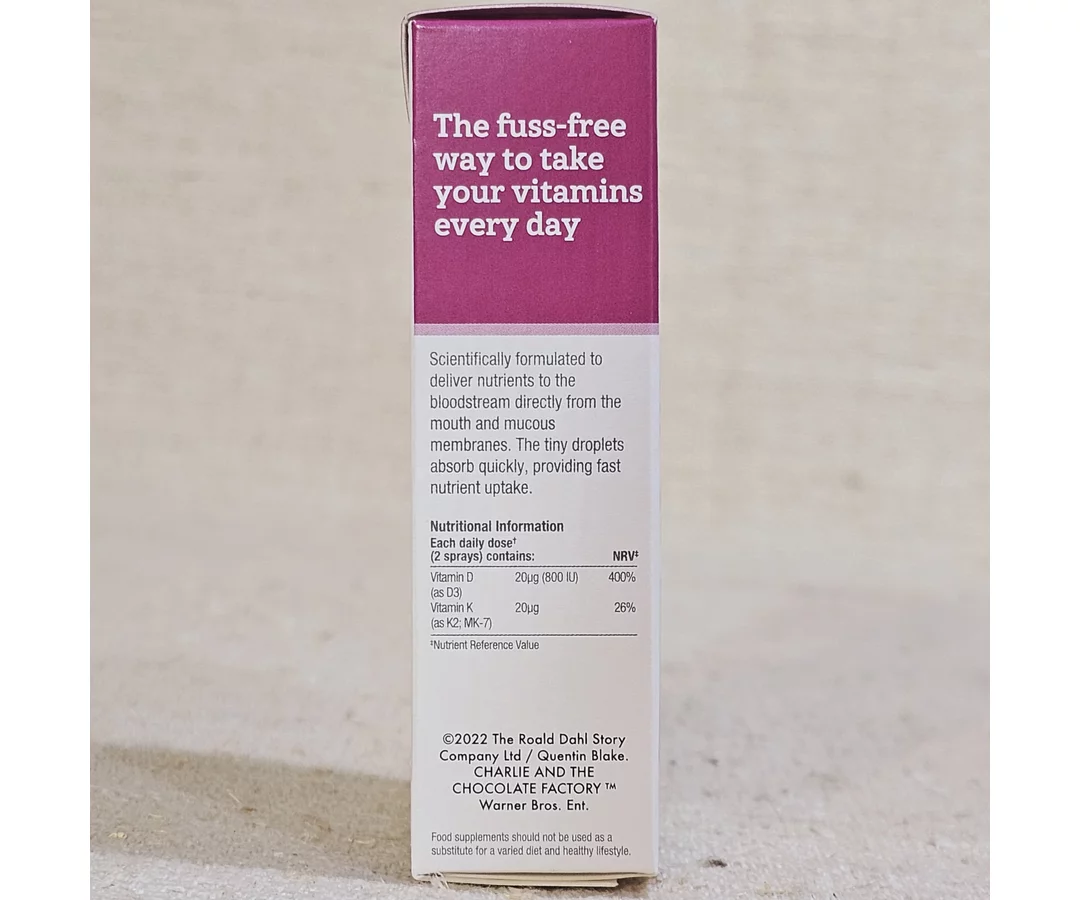 The fuss-free
way to take
your vitamins
every day
Scientifically formulated to
deliver nutrients to the
bloodstream directly from the
mouth and mucous
membranes. The tiny droplets
absorb quickly, providing fast
nutrient uptake.
Nutritional Information
Each daily dose†
(2 sprays) contains: NRV‡
Vitamin D 20µg (800 IU) 400%
(as D3)
Vitamin K 20µg 26%
(as K2; MK-7)
‡Nutrient Reference Value
©2022 The Roald Dahl Story
Company Ltd / Quentin Blake.
CHARLIE AND THE
CHOCOLATE FACTORY ™
Warner Bros. Ent.
Food supplements should not be used as a
substitute for a varied diet and healthy lifestyle.